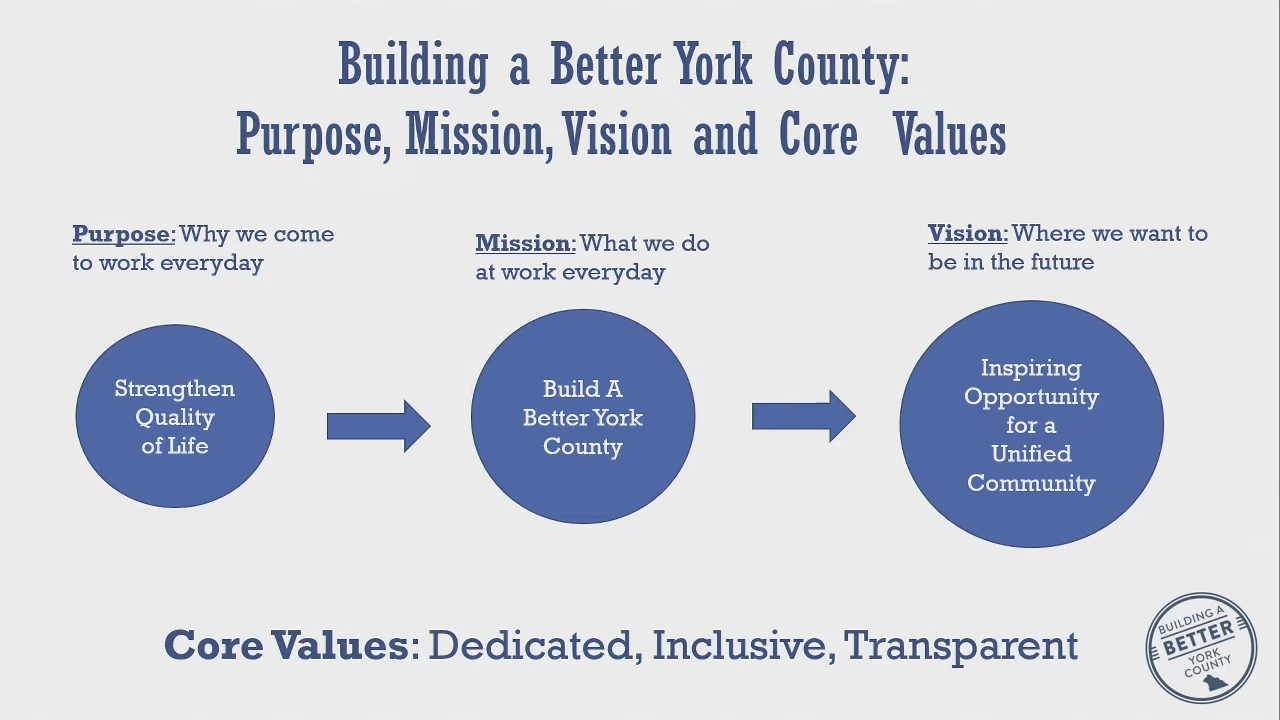 Building a Better York County:
Purpose, Mission, Vision and Core Values
Purpose: Why we come
to work everyday
Mission: What we do
at work everyday
Vision: Where we want to
be in the future
Strengthen
Quality
of Life
Build A
Better York
County
Inspiring
Opportunity
for a
Unified
Community
Core Values: Dedicated, Inclusive, Transparent
BUILDING A
BETTER
YORK
COUNTY